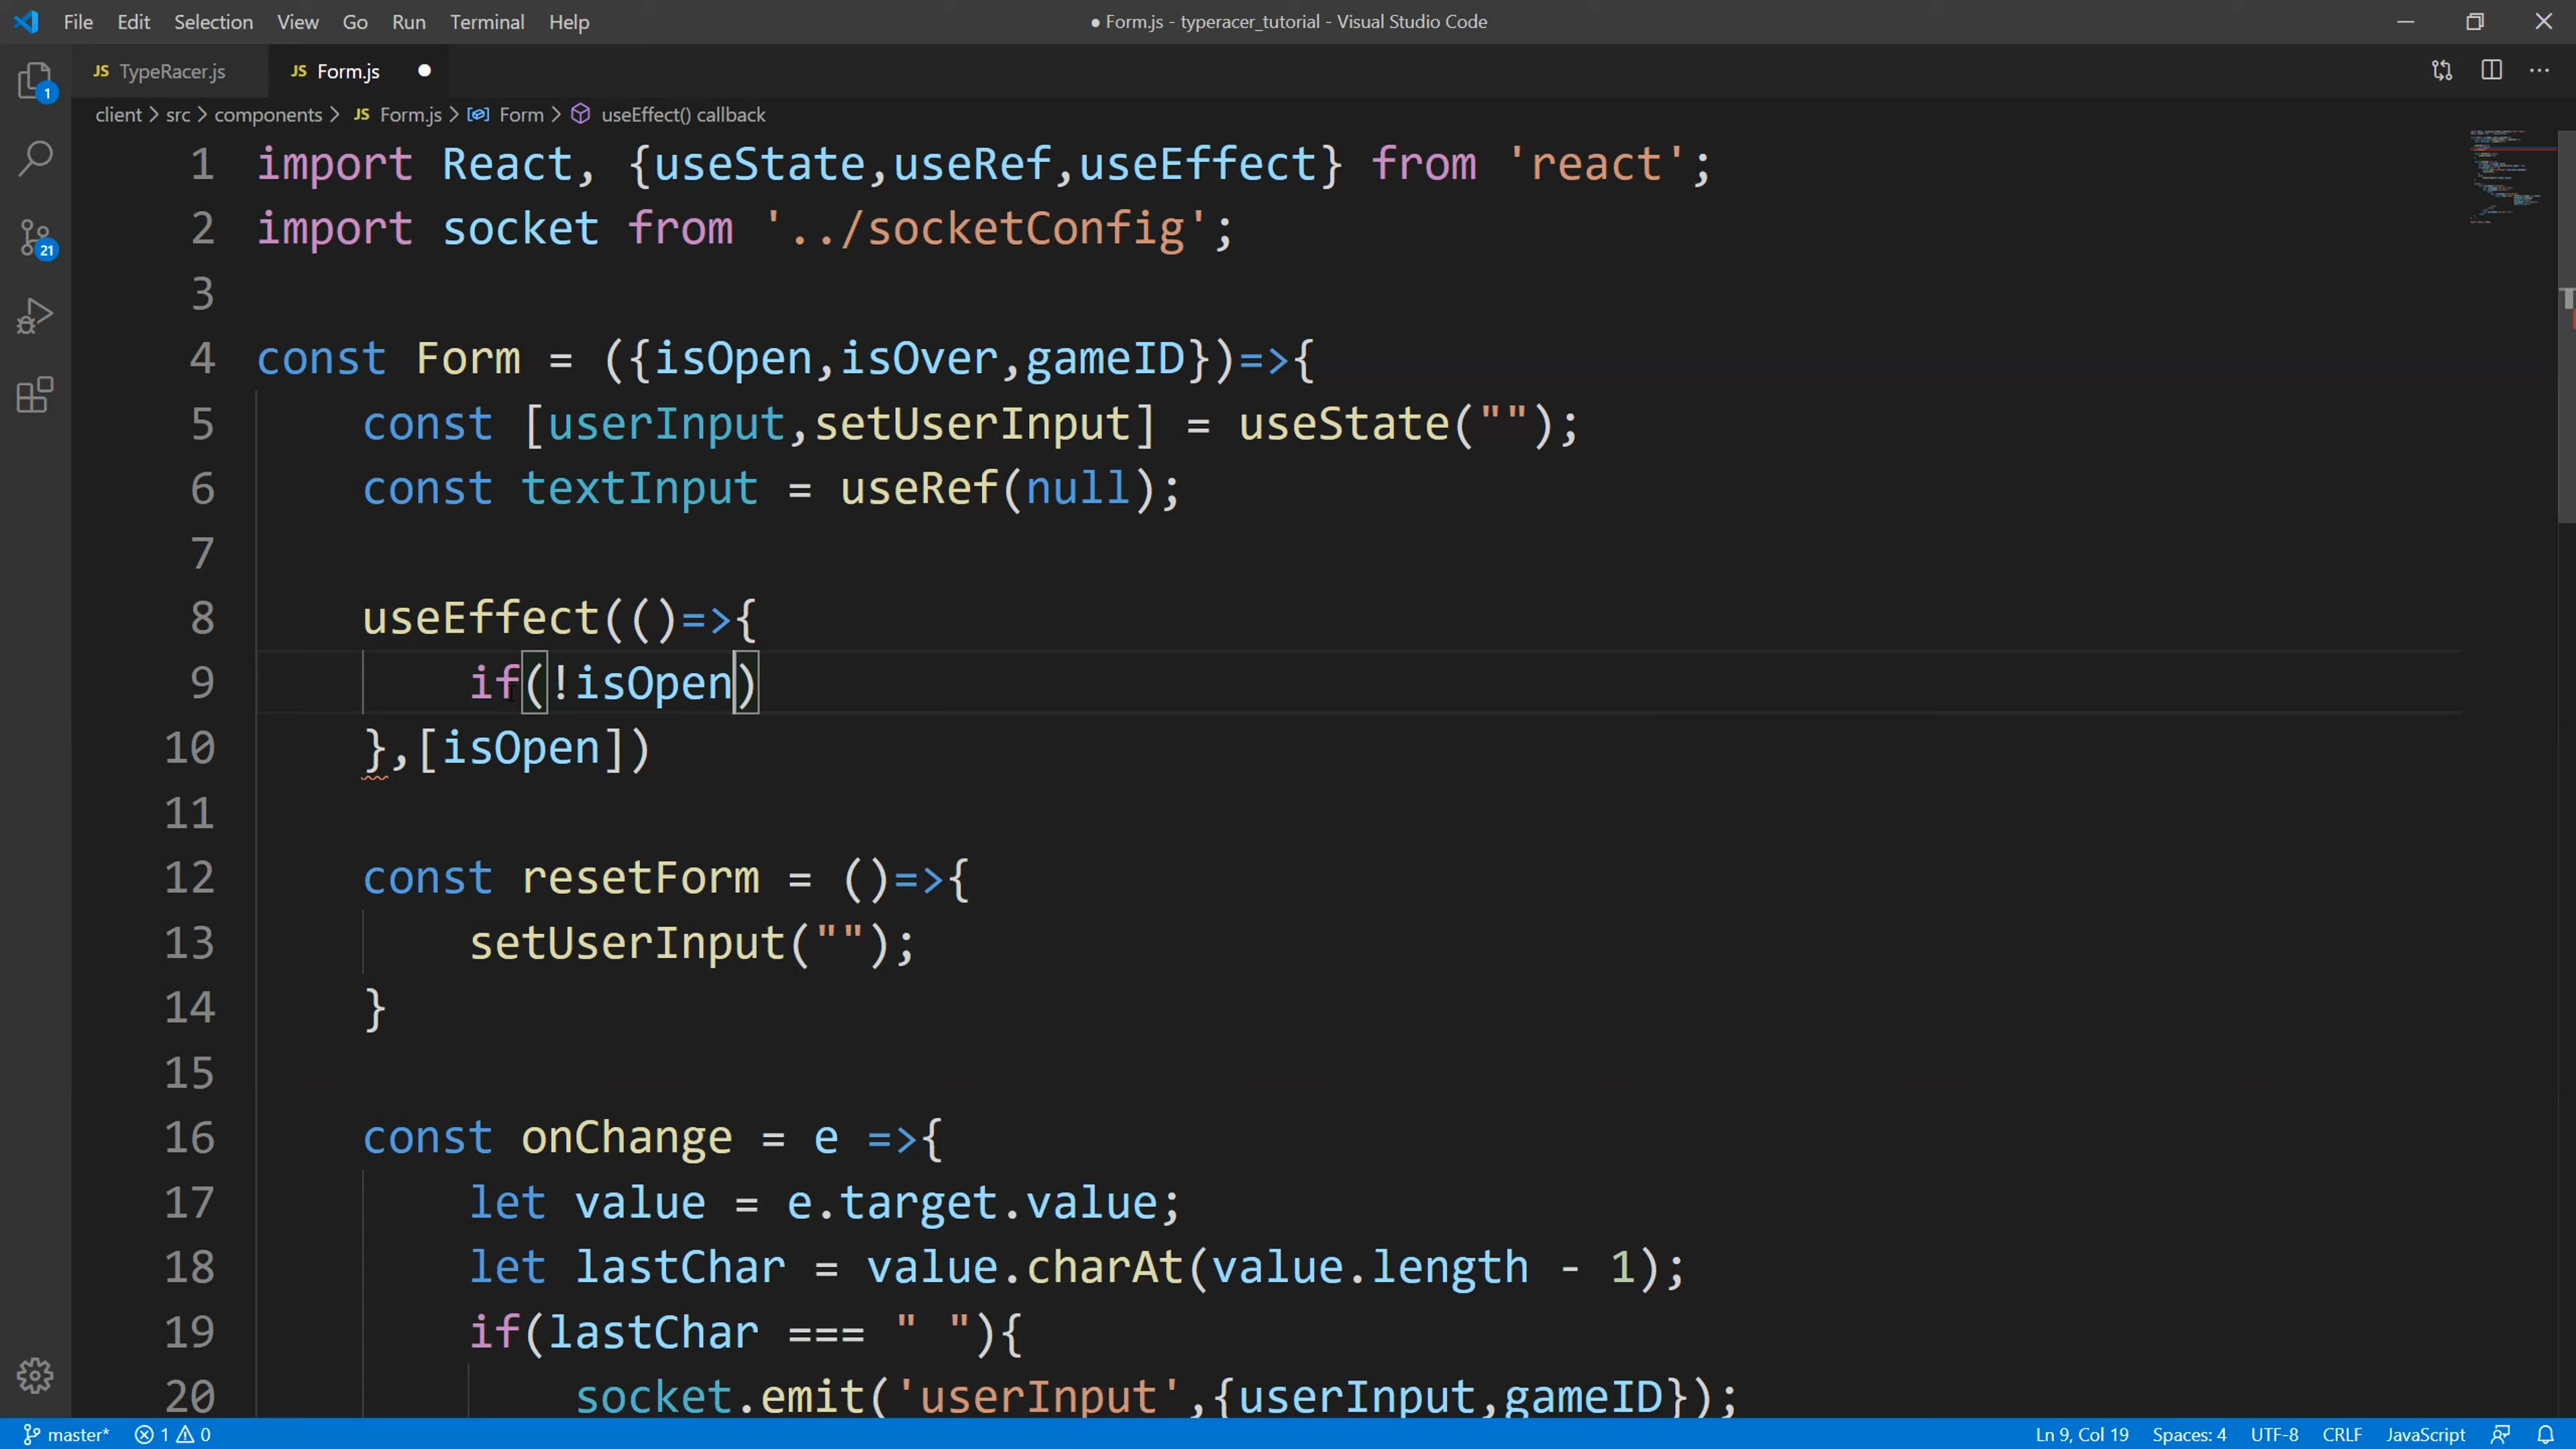 File Edit Selection View Go Run Terminal Help
● Form.js - typeracer_tutorial - Visual Studio Code
JS TypeRacer.js
JS Form.js ●
client > src > components > JS Form.js > Form > useEffect() callback
1 import React, {useState,useRef,useEffect} from 'react';
2 import socket from '../socketConfig';
3
4 const Form = ({isOpen,isOver,gameID})=>{
5     const [userInput,setUserInput] = useState("");
6     const textInput = useRef(null);
7
8     useEffect(()=>{
9         if(!isOpen)
10     },[isOpen])
11
12     const resetForm = ()=>{
13         setUserInput("");
14     }
15
16     const onChange = e =>{
17         let value = e.target.value;
18         let lastChar = value.charAt(value.length - 1);
19         if(lastChar === " "){
20             socket.emit('userInput',{userInput,gameID});
1
21
master* 1 0
Ln 9, Col 19 Spaces: 4 UTF-8 CRLF JavaScript